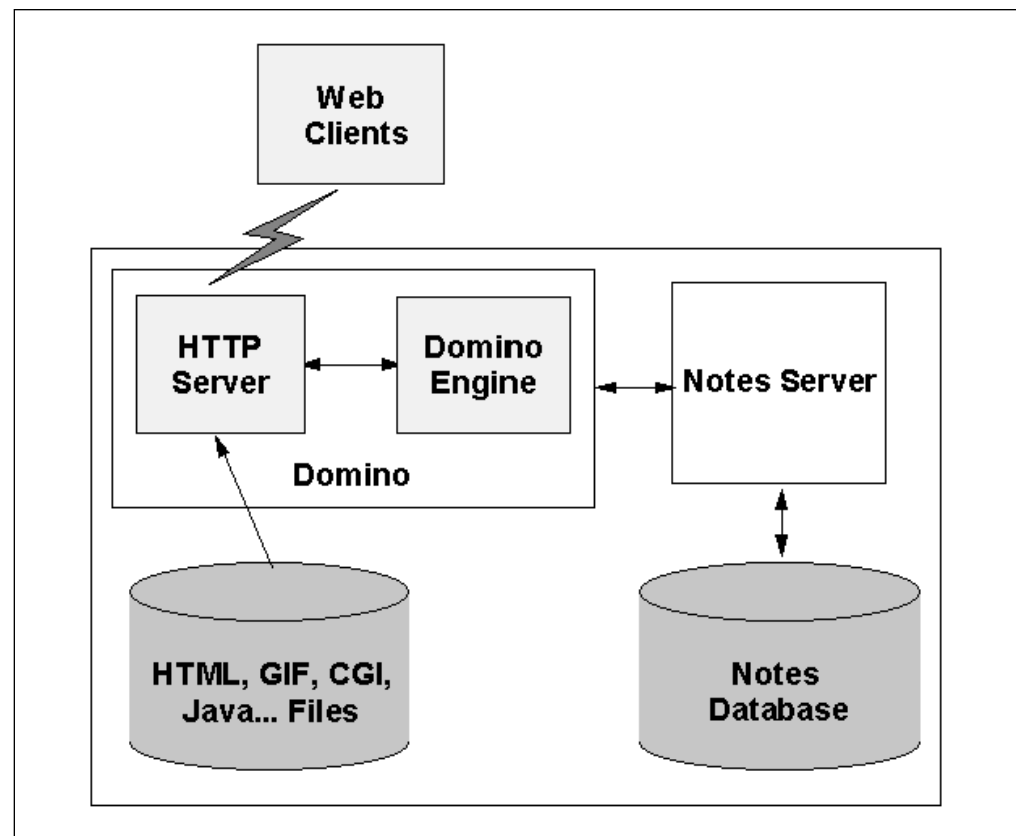 Web
Clients
HTTP
Server
Domino
Engine
Notes Server
Domino
HTML, GIF, CGI,
Java... Files
Notes
Database